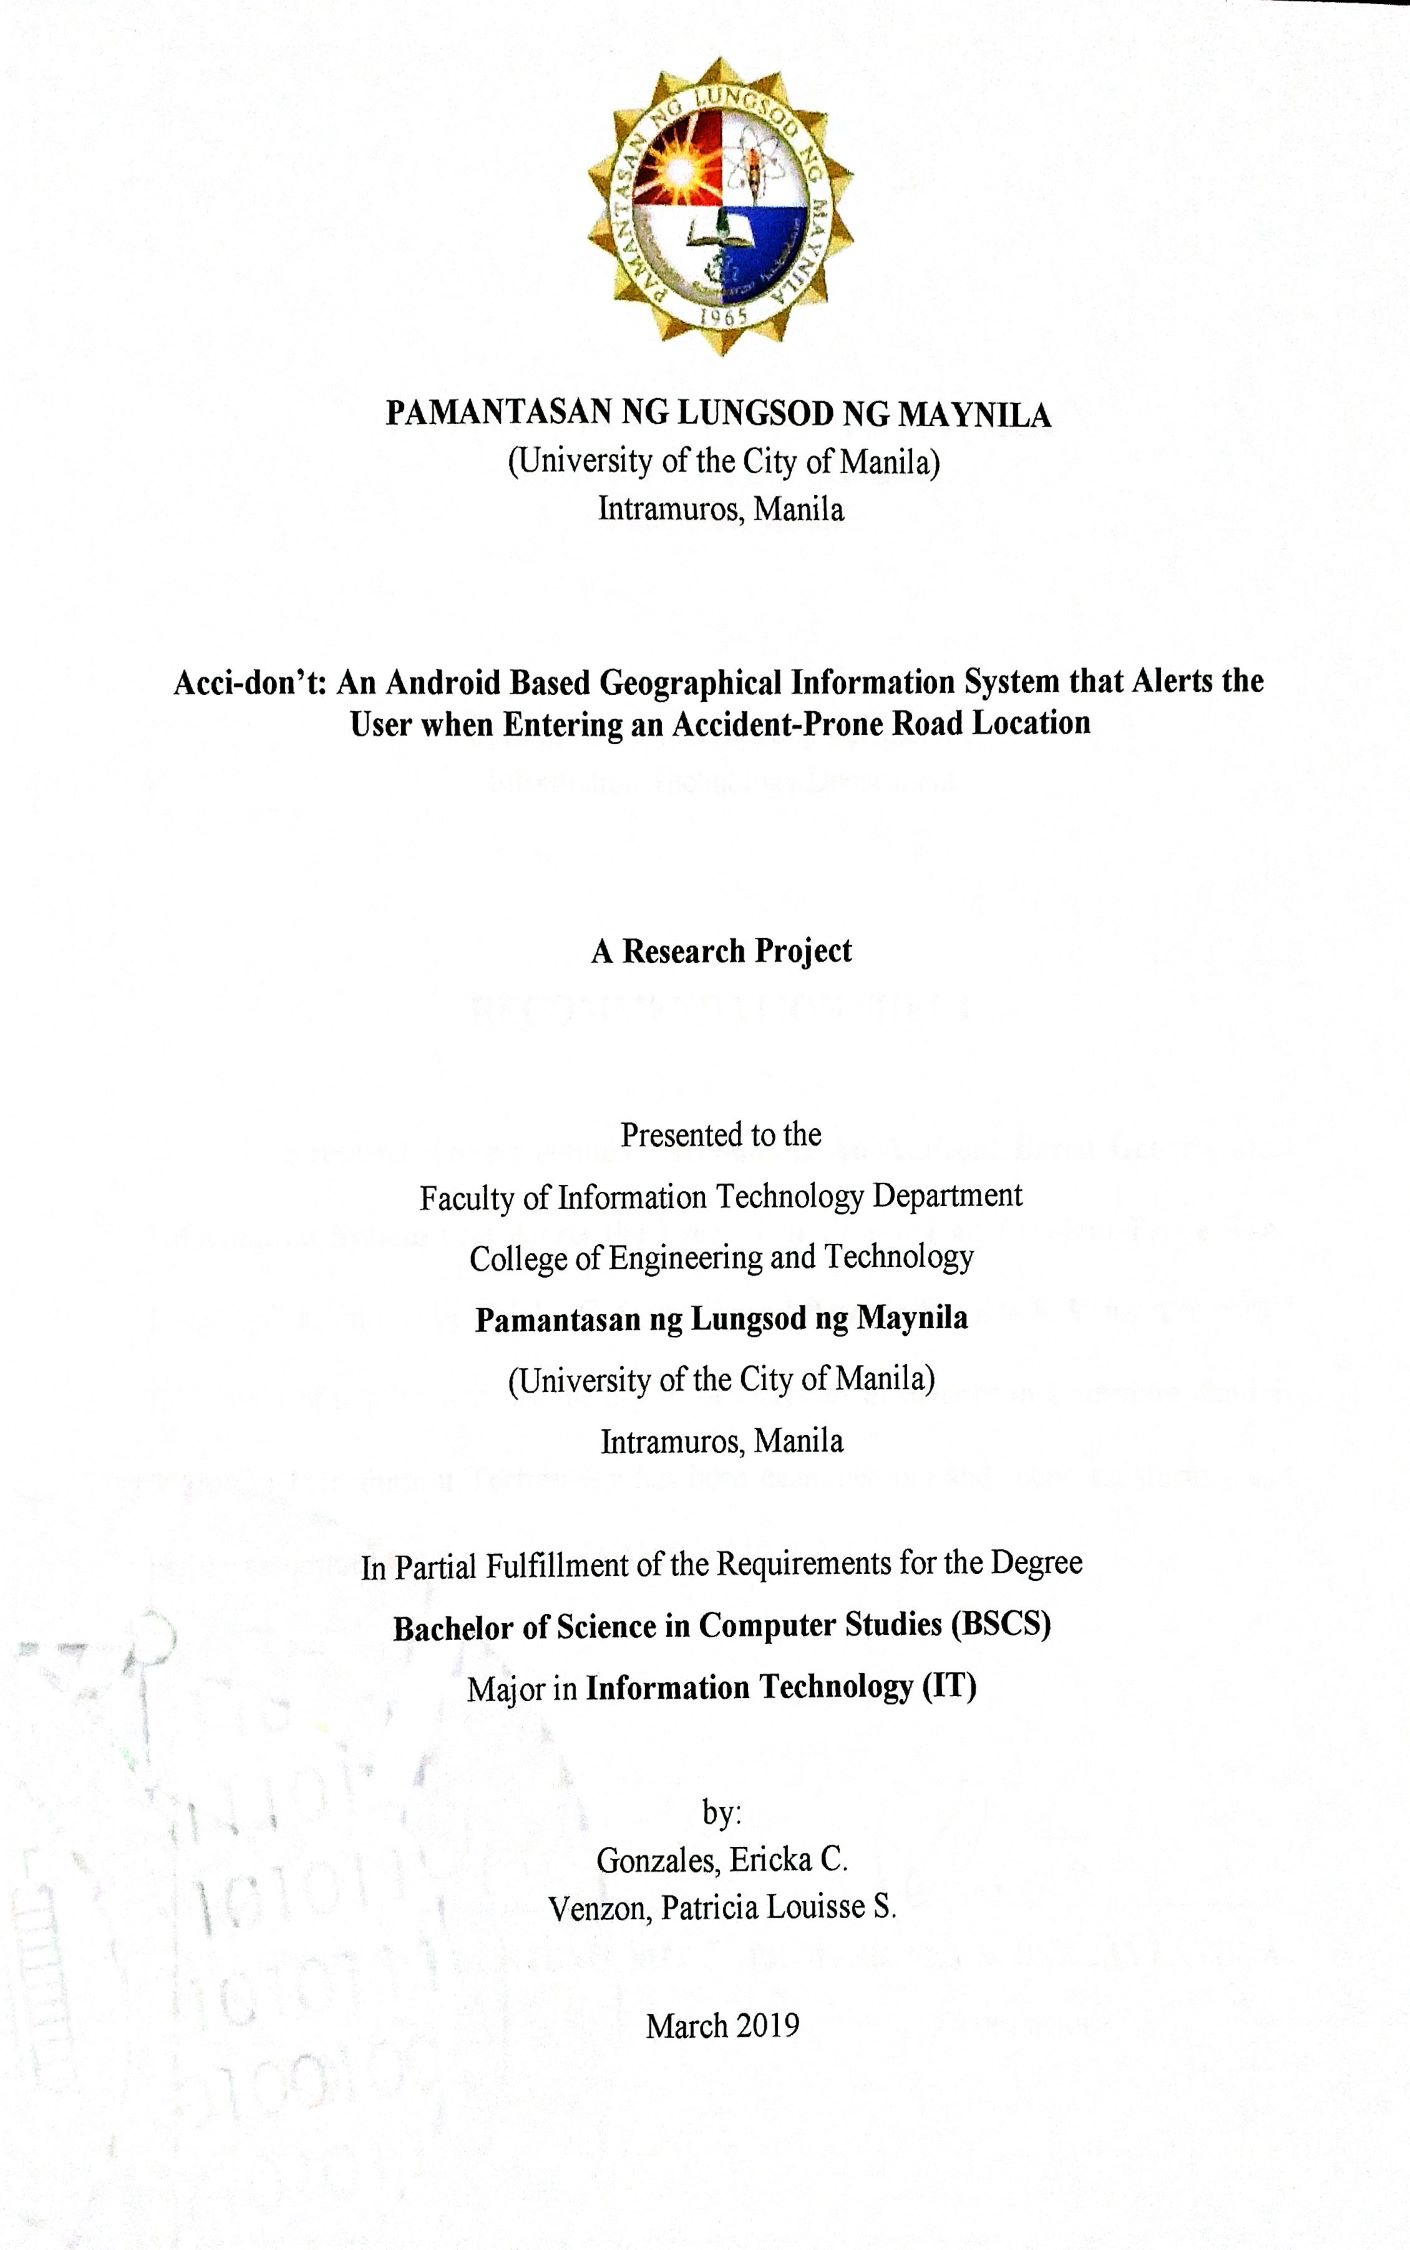 PAMANTASAN NG LUNGSOD NG MAYNILA
1965
PAMANTASAN NG LUNGSOD NG MAYNILA
(University of the City of Manila)
Intramuros, Manila
Acci-don't: An Android Based Geographical Information System that Alerts the
User when Entering an Accident-Prone Road Location
A Research Project
Presented to the
Faculty of Information Technology Department
College of Engineering and Technology
Pamantasan ng Lungsod ng Maynila
(University of the City of Manila)
Intramuros, Manila
In Partial Fulfillment of the Requirements for the Degree
Bachelor of Science in Computer Studies (BSCS)
Major in Information Technology (IT)
by:
Gonzales, Ericka C.
Venzon, Patricia Louisse S.
March 2019